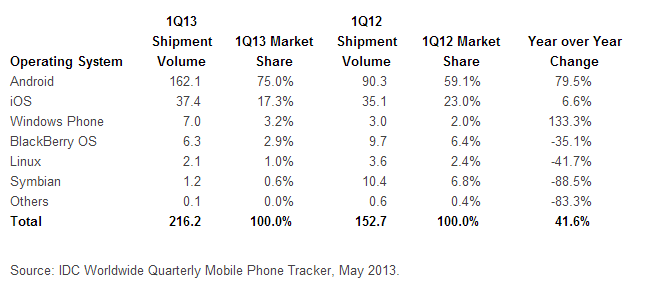 1Q13 1Q12
Shipment 1Q13 Market Shipment 1Q12 Market Year over Year
Operating System Volume Share Volume Share Change
Android 162.1 75.0% 90.3 59.1% 79.5%
iOS 37.4 17.3% 35.1 23.0% 6.6%
Windows Phone 7.0 3.2% 3.0 2.0% 133.3%
BlackBerry OS 6.3 2.9% 9.7 6.4% -35.1%
Linux 2.1 1.0% 3.6 2.4% -41.7%
Symbian 1.2 0.6% 10.4 6.8% -88.5%
Others 0.1 0.0% 0.6 0.4% -83.3%
Total 216.2 100.0% 152.7 100.0% 41.6%
Source: IDC Worldwide Quarterly Mobile Phone Tracker, May 2013.